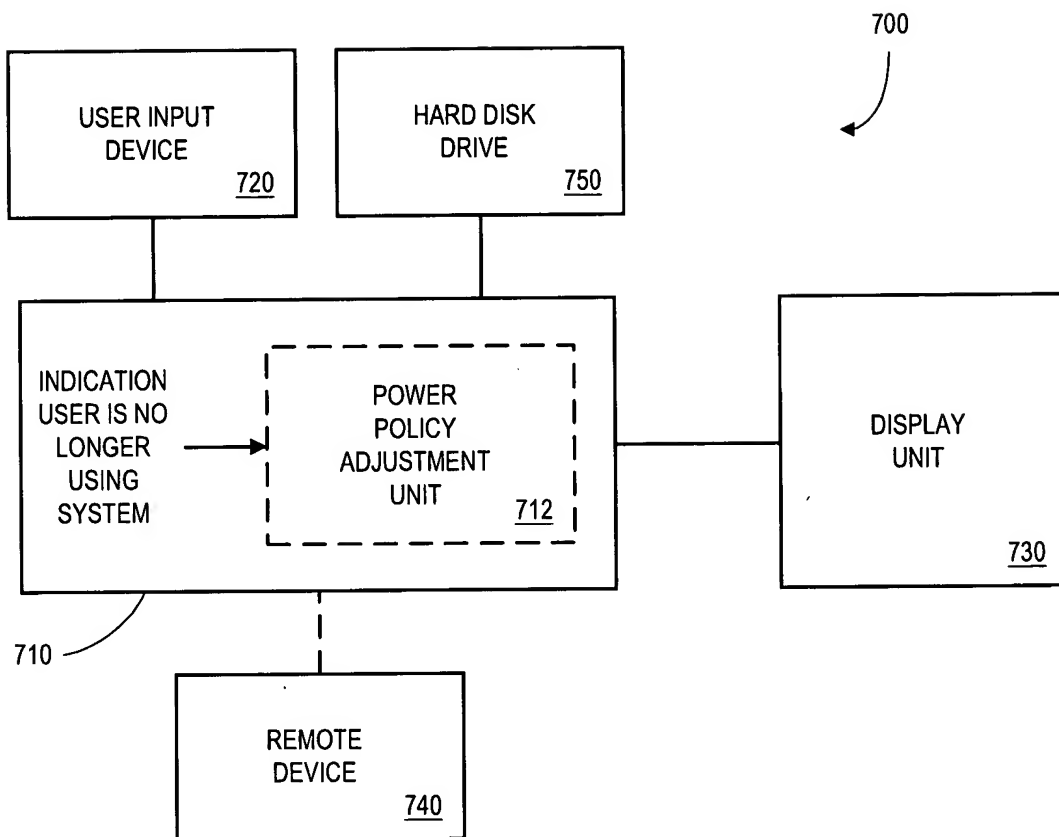 700
USER INPUT
DEVICE
720
HARD DISK
DRIVE
750
INDICATION
USER IS NO
LONGER
USING
SYSTEM
POWER
POLICY
ADJUSTMENT
UNIT
712
DISPLAY
UNIT
730
710
REMOTE
DEVICE
740